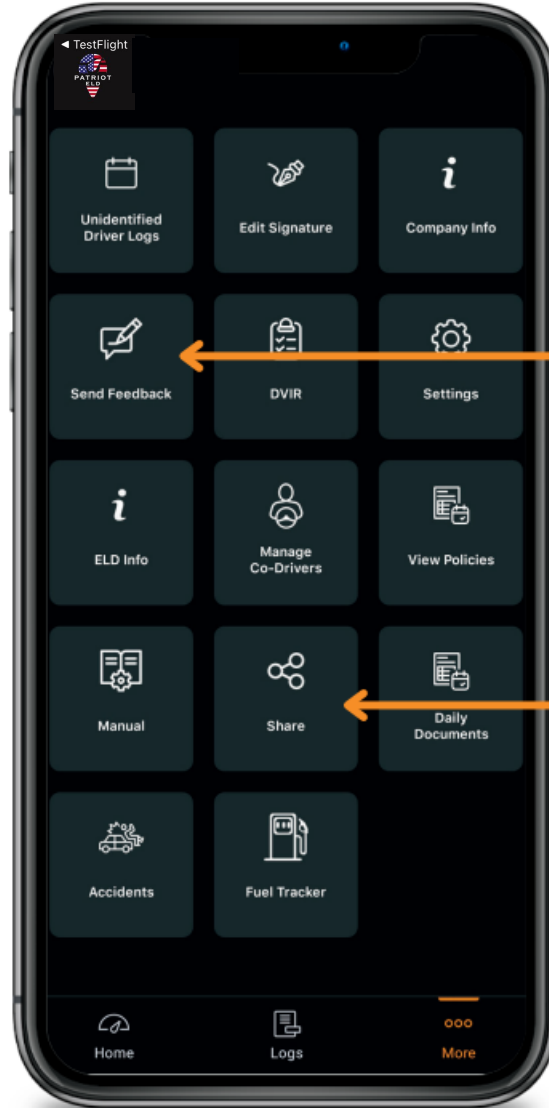 ◄ TestFlight
PATRIOT
ELD
Unidentified
Driver Logs
Edit Signature
Company Info
Send Feedback
DVIR
Settings
ELD Info
Manage
Co-Drivers
View Policies
Manual
Share
Daily
Documents
Accidents
Fuel Tracker
Home
Logs
More